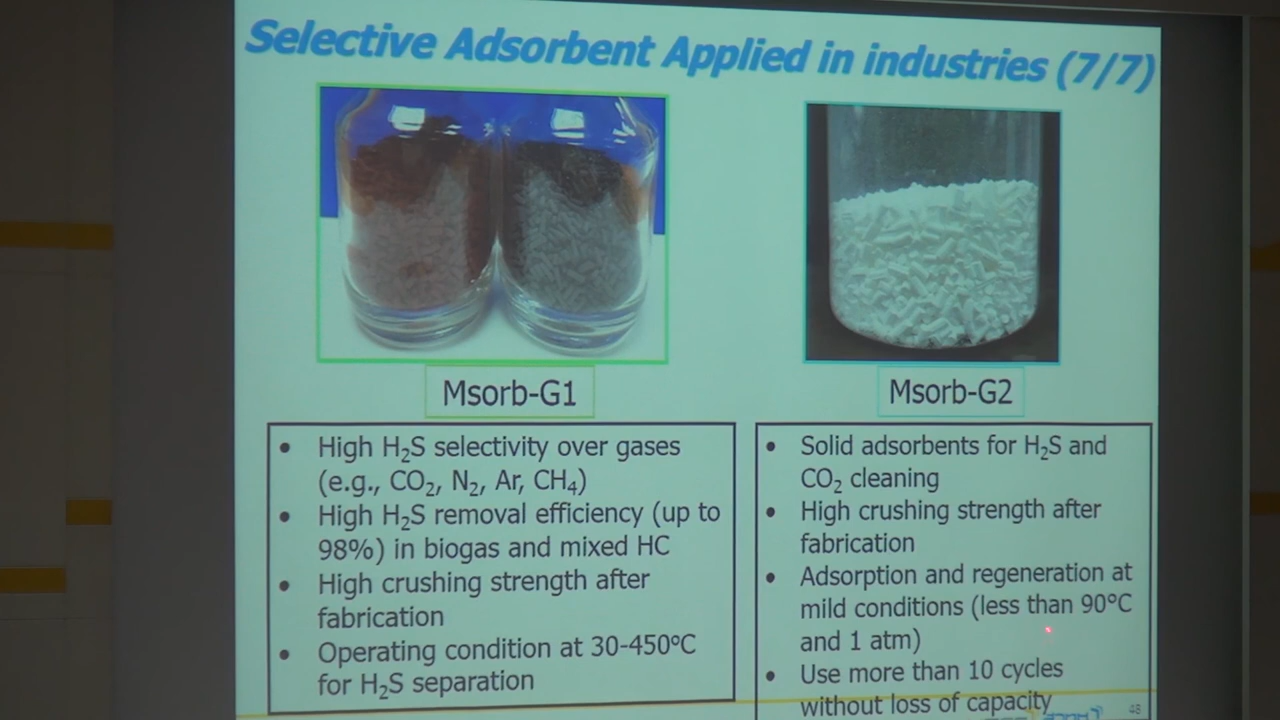 Selective Adsorbent Applied in industries (7/7)
Msorb-G1
• High H₂S selectivity over gases
(e.g., CO₂, N₂, Ar, CH₄)
• High H₂S removal efficiency (up to
98%) in biogas and mixed HC
• High crushing strength after
fabrication
• Operating condition at 30-450°C
for H₂S separation
Msorb-G2
• Solid adsorbents for H₂S and
CO₂ cleaning
• High crushing strength after
fabrication
• Adsorption and regeneration at
mild conditions (less than 90°C
and 1 atm)
• Use more than 10 cycles
without loss of capacity
48